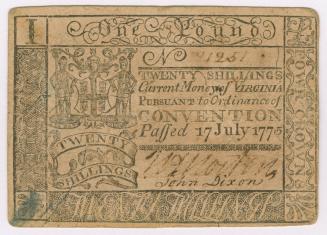 I
One Pound
No 1251
TWENTY SHILLINGS
Current Money of VIRGINIA
PURSUANT to Ordinance of
CONVENTION
Passed 17 July 1775
TWENTY
SHILLINGS
John Dixon